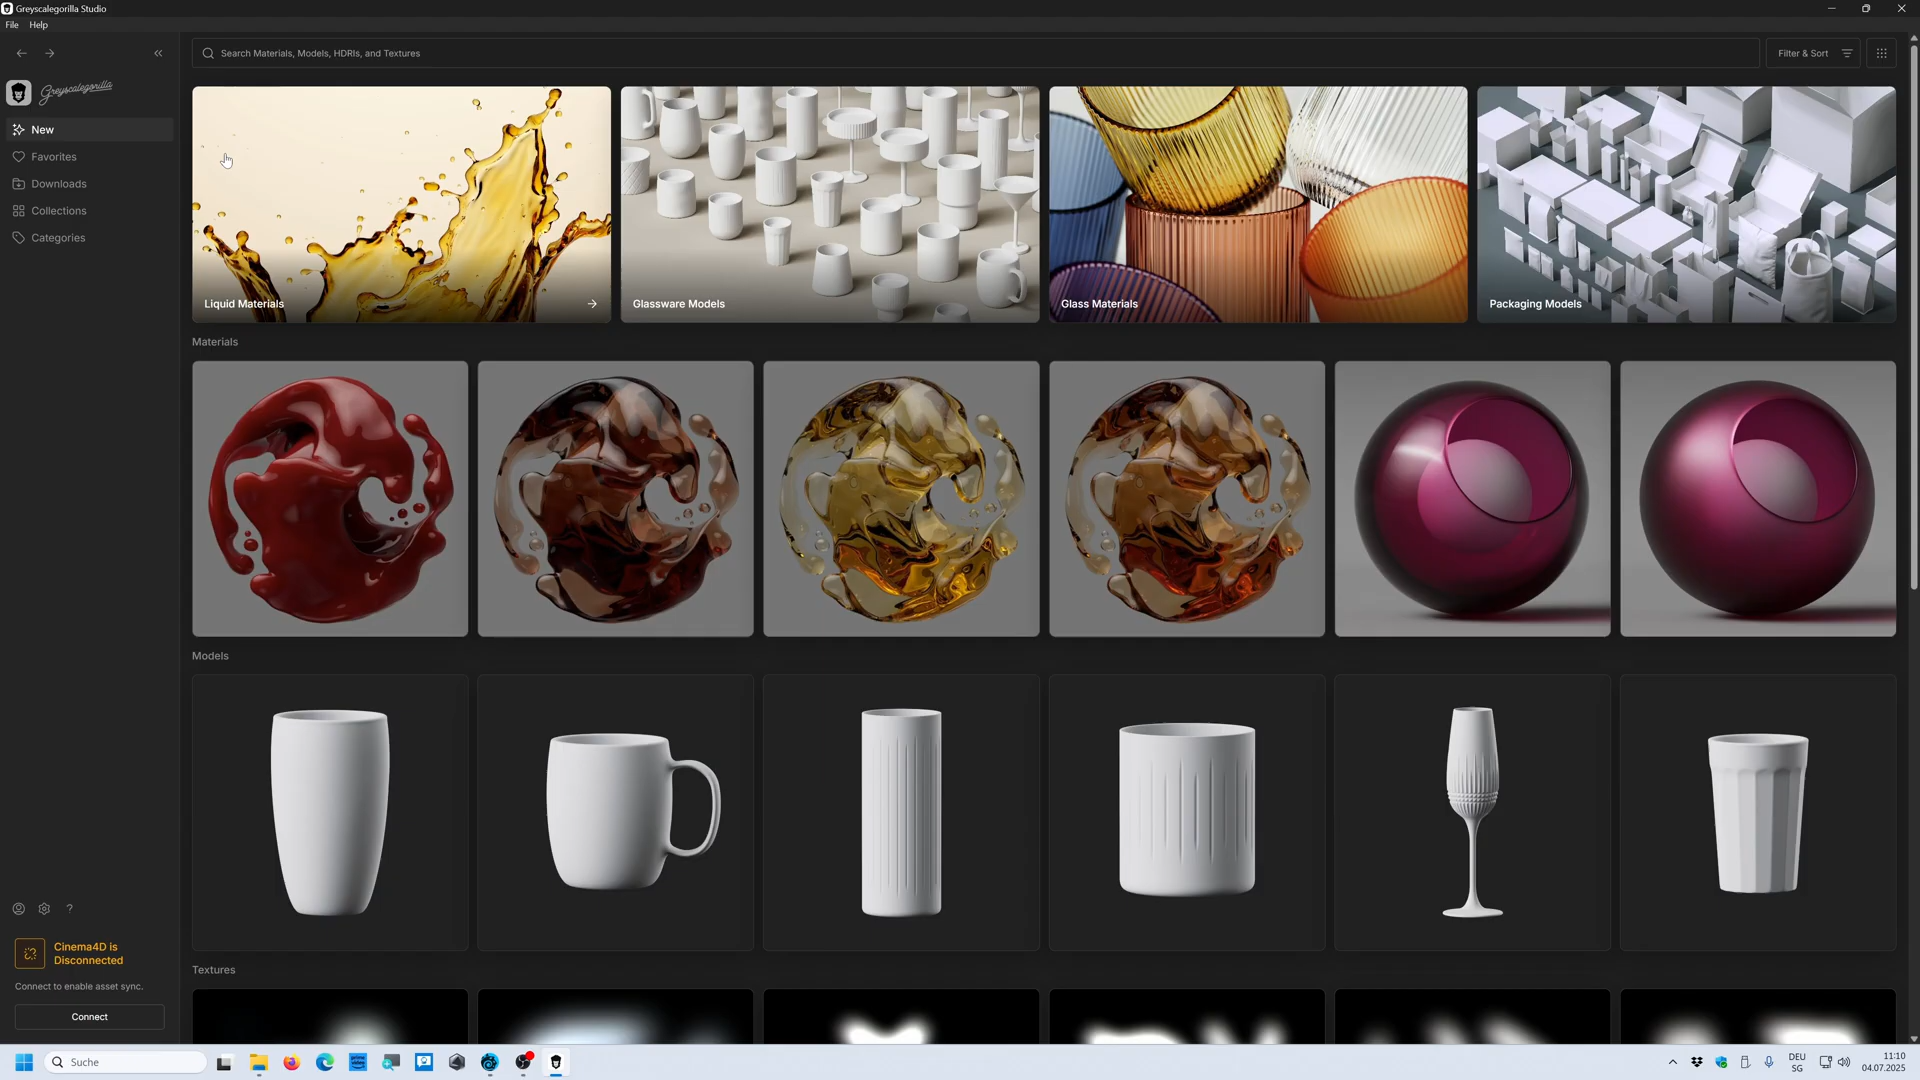 Greyscalegorilla Studio
File Help
Search Materials, Models, HDRIs, and Textures
Filter & Sort
Greyscalegorilla
New
Favorites
Downloads
Collections
Categories
Liquid Materials
Glassware Models
Glass Materials
Packaging Models
Materials
Models
Textures
?
Cinema4D is
Disconnected
Connect to enable asset sync.
Connect
Suche
DEU
SG
11:10
04.07.2025